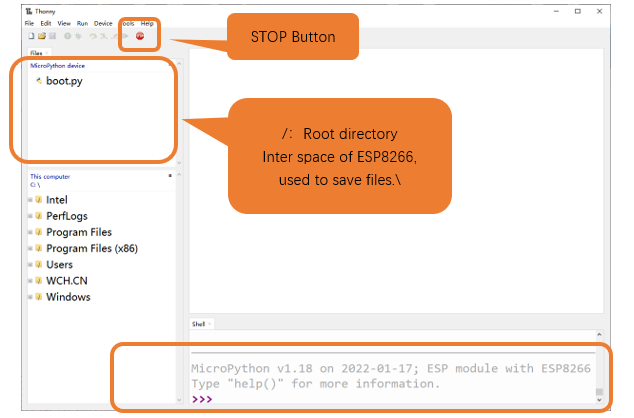 Thonny
File Edit View Run Device Tools Help
STOP Button
Files
MicroPython device
boot.py
/: Root directory
Inter space of ESP8266,
used to save files.\
This computer
C: \
Intel
PerfLogs
Program Files
Program Files (x86)
Users
WCH.CN
Windows
Shell
MicroPython v1.18 on 2022-01-17; ESP module with ESP8266
Type "help()" for more information.
>>>